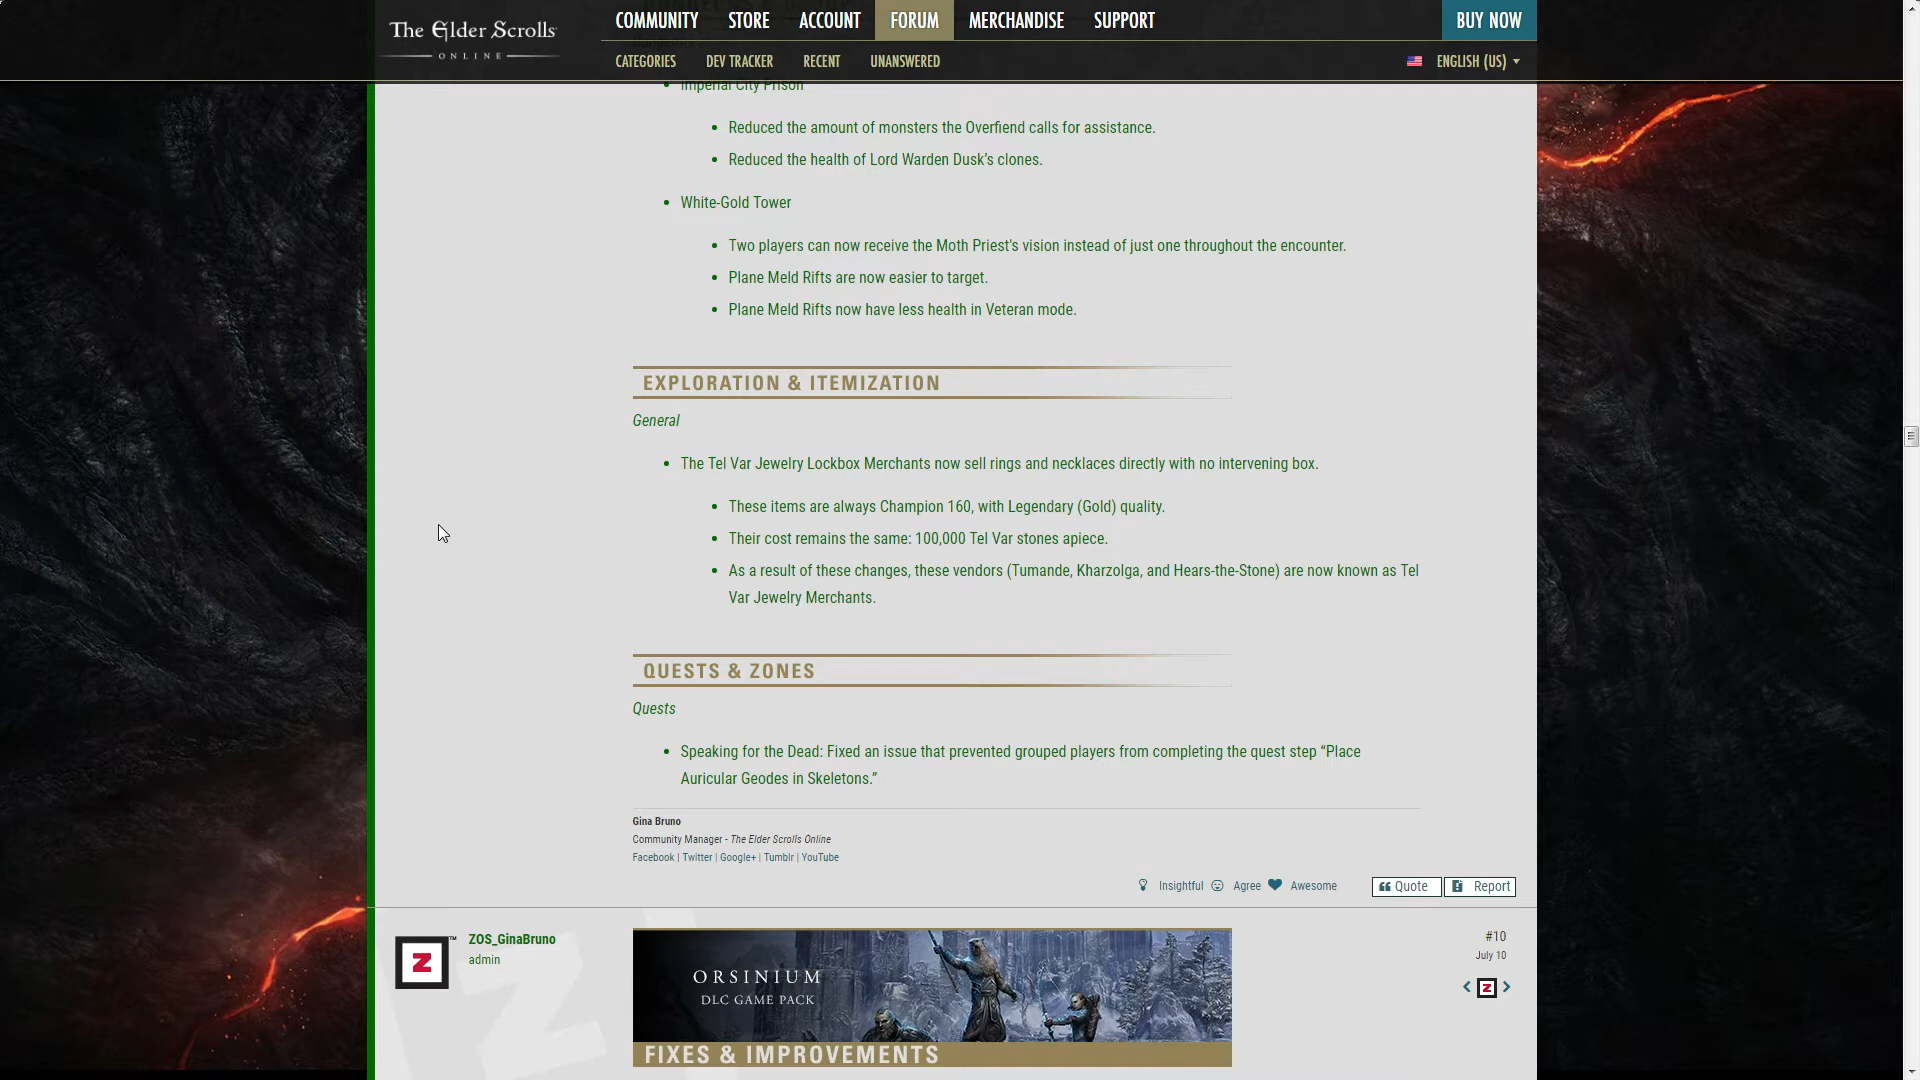 The Elder Scrolls
ONLINE
COMMUNITY STORE ACCOUNT FORUM MERCHANDISE SUPPORT BUY NOW
CATEGORIES DEV TRACKER RECENT UNANSWERED ENGLISH (US)
Imperial City Prison
Reduced the amount of monsters the Overfiend calls for assistance.
Reduced the health of Lord Warden Dusk’s clones.
White-Gold Tower
Two players can now receive the Moth Priest's vision instead of just one throughout the encounter.
Plane Meld Rifts are now easier to target.
Plane Meld Rifts now have less health in Veteran mode.
EXPLORATION & ITEMIZATION
General
The Tel Var Jewelry Lockbox Merchants now sell rings and necklaces directly with no intervening box.
These items are always Champion 160, with Legendary (Gold) quality.
Their cost remains the same: 100,000 Tel Var stones apiece.
As a result of these changes, these vendors (Tumande, Kharzolga, and Hears-the-Stone) are now known as Tel
Var Jewelry Merchants.
QUESTS & ZONES
Quests
Speaking for the Dead: Fixed an issue that prevented grouped players from completing the quest step “Place
Auricular Geodes in Skeletons.”
Gina Bruno
Community Manager - The Elder Scrolls Online
Facebook | Twitter | Google+ | Tumblr | YouTube
Insightful Agree Awesome Quote Report
ZOS_GinaBruno
admin
Z™
ORSINIUM
DLC GAME PACK
FIXES & IMPROVEMENTS
#10
July 10
Z